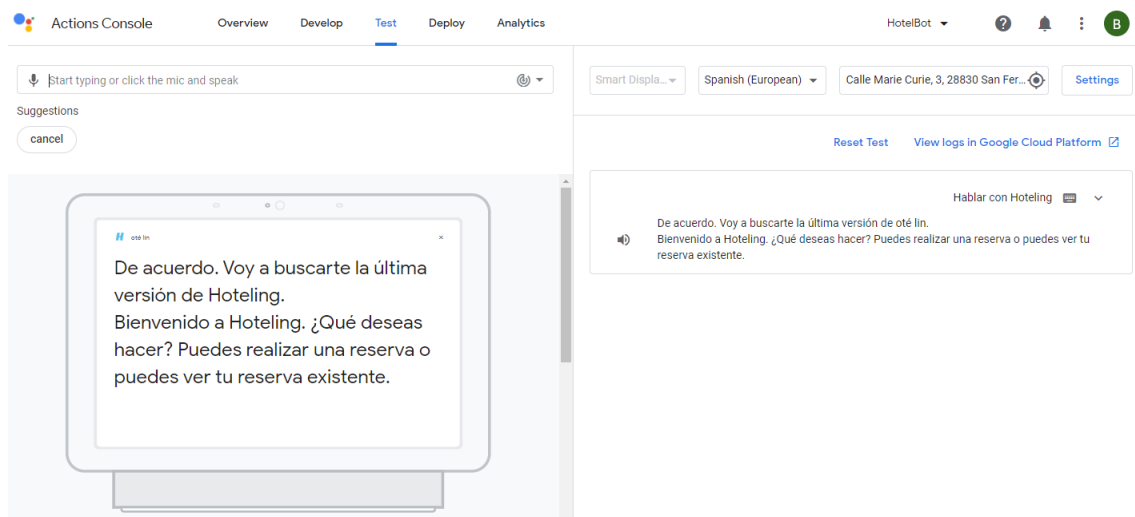 Actions Console
Overview
Develop
Test
Deploy
Analytics
HotelBot
B
Start typing or click the mic and speak
Suggestions
cancel
Smart Displa...
Spanish (European)
Calle Marie Curie, 3, 28830 San Fer...
Settings
Reset Test
View logs in Google Cloud Platform
H oté lin
De acuerdo. Voy a buscarte la última
versión de Hoteling.
Bienvenido a Hoteling. ¿Qué deseas
hacer? Puedes realizar una reserva o
puedes ver tu reserva existente.
Hablar con Hoteling
De acuerdo. Voy a buscarte la última versión de oté lin.
Bienvenido a Hoteling. ¿Qué deseas hacer? Puedes realizar una reserva o puedes ver tu
reserva existente.